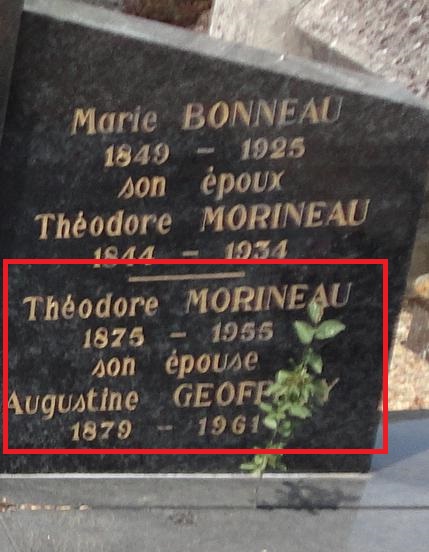 Marie BONNEAU
1849 - 1925
son époux
Théodore MORINEAU
1844 - 1934
Théodore MORINEAU
1875 - 1955
son épouse
Augustine
1879 - 1961